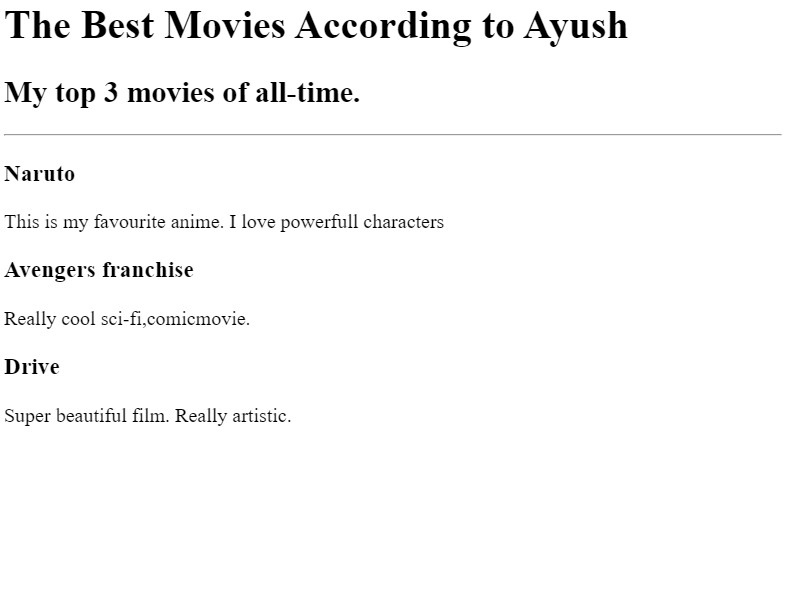 The Best Movies According to Ayush
My top 3 movies of all-time.
Naruto
This is my favourite anime. I love powerfull characters
Avengers franchise
Really cool sci-fi,comicmovie.
Drive
Super beautiful film. Really artistic.